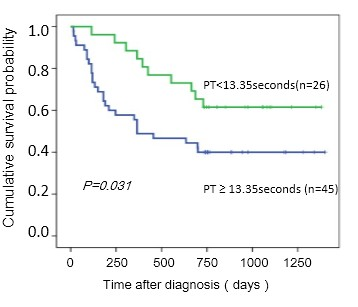 Cumulative survival probability
1.0
0.8
0.6
0.4
0.2
0.0
PT<13.35seconds(n=26)
PT ≥ 13.35seconds (n=45)
P=0.031
0 250 500 750 1000 1250
Time after diagnosis ( days )